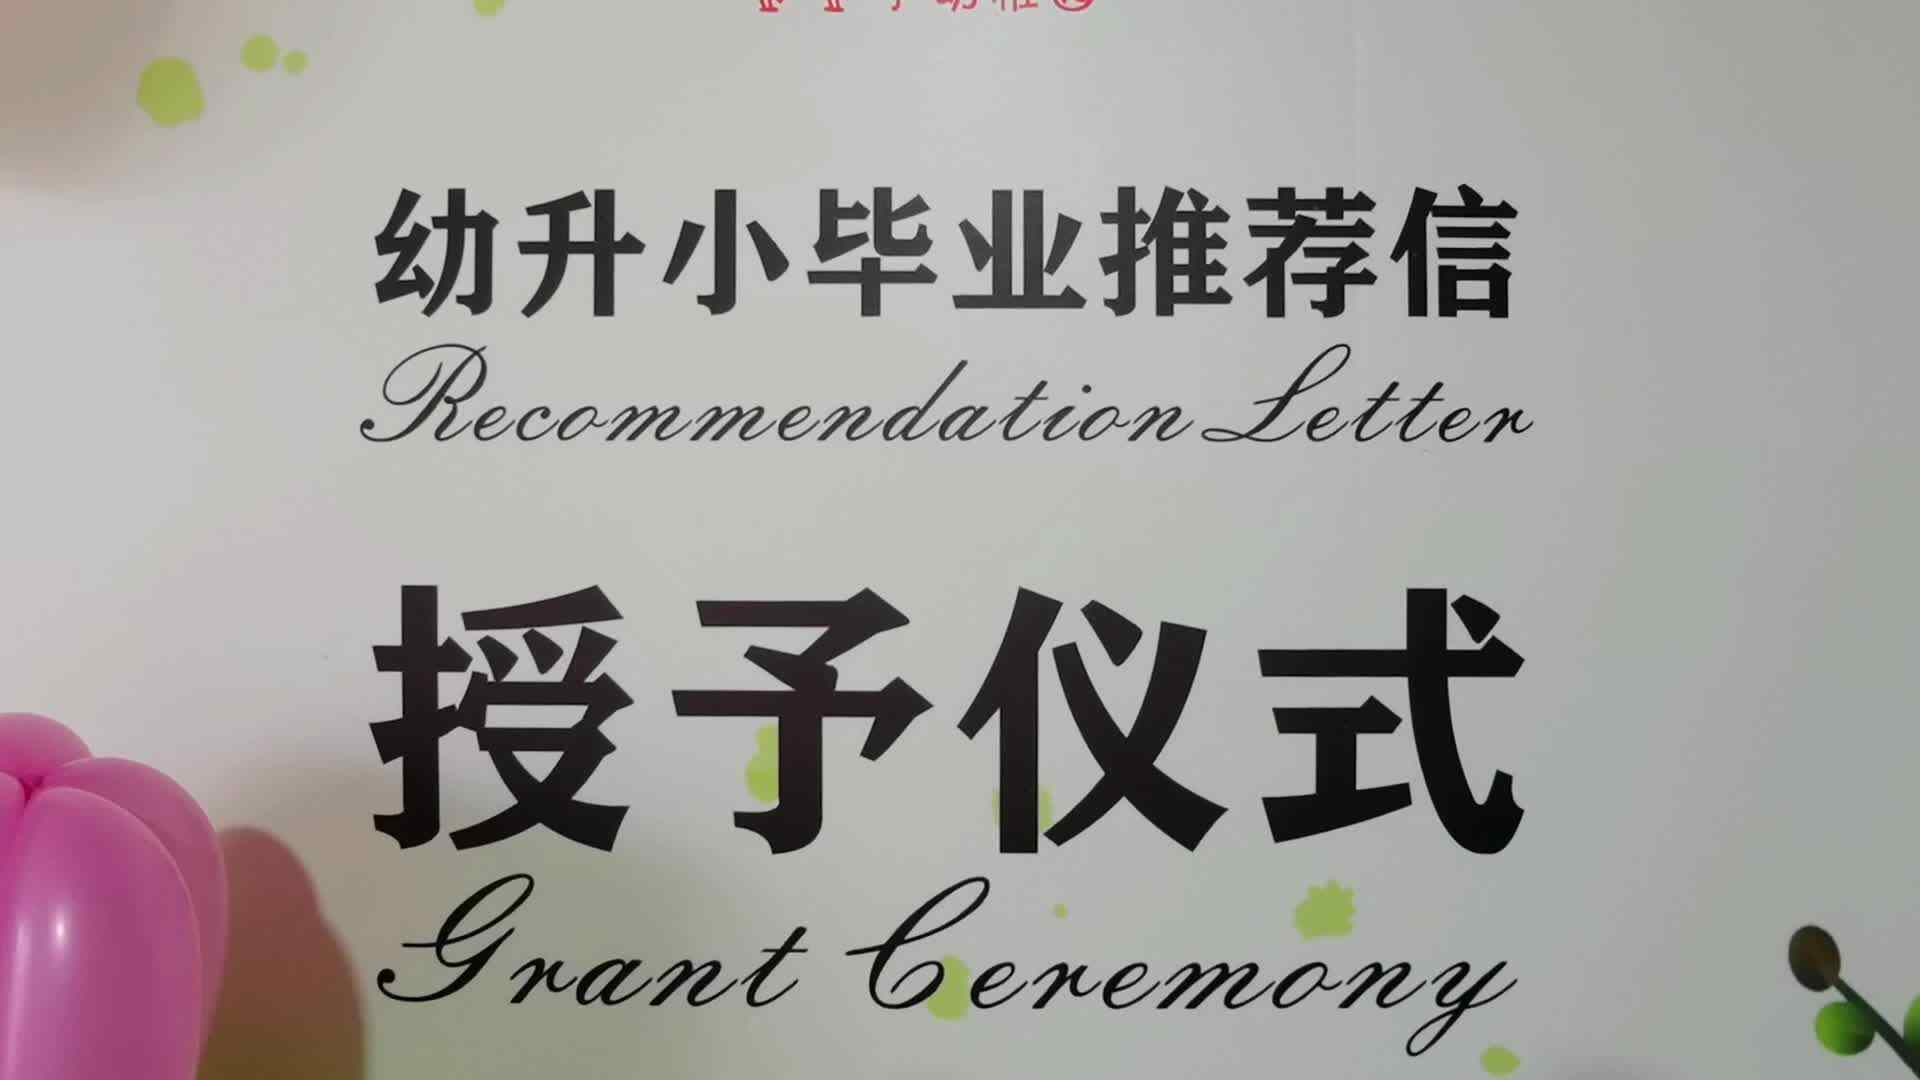 幼升小毕业推荐信
Recommendation Letter
授予仪式
Grant Ceremony